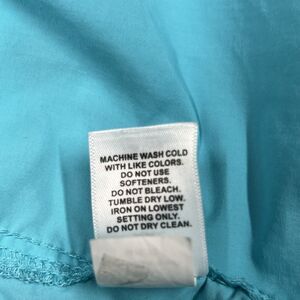 MACHINE WASH COLD
WITH LIKE COLORS.
DO NOT USE
SOFTENERS.
DO NOT BLEACH.
TUMBLE DRY LOW.
IRON ON LOWEST
SETTING ONLY.
DO NOT DRY CLEAN.